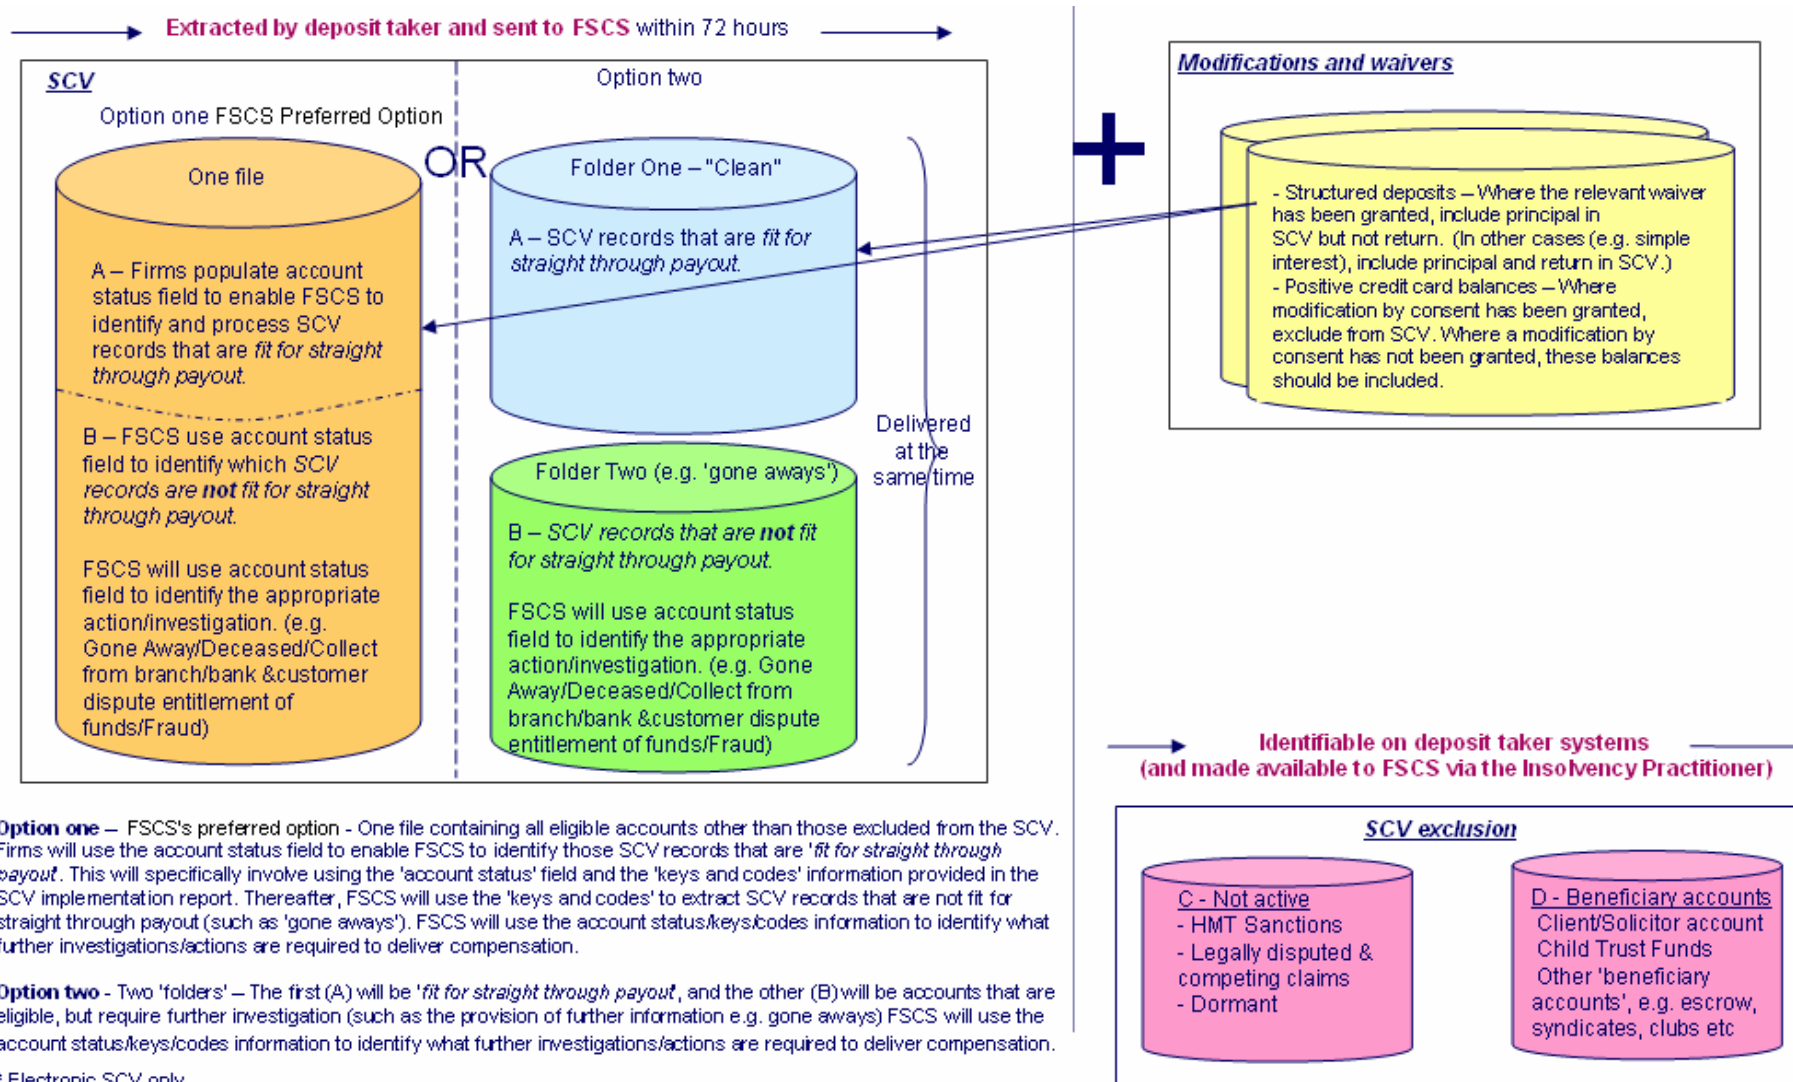 Extracted by deposit taker and sent to FSCS within 72 hours
SCV
Option one FSCS Preferred Option
OR
Option two
One file
A – Firms populate account
status field to enable FSCS to
identify and process SCV
records that are fit for straight
through payout.
B – FSCS use account status
field to identify which SCV
records are not fit for straight
through payout.
FSCS will use account status
field to identify the appropriate
action/investigation. (e.g.
Gone Away/Deceased/Collect
from branch/bank &customer
dispute entitlement of
funds/Fraud)
Folder One – "Clean"
A – SCV records that are fit for
straight through payout.
Folder Two (e.g. 'gone aways')
B – SCV records that are not fit
for straight through payout.
FSCS will use account status
field to identify the appropriate
action/investigation. (e.g. Gone
Away/Deceased/Collect from
branch/bank &customer dispute
entitlement of funds/Fraud)
Delivered
at the
same time
+
Modifications and waivers
- Structured deposits – Where the relevant waiver
has been granted, include principal in
SCV but not return. (In other cases (e.g. simple
interest), include principal and return in SCV.)
- Positive credit card balances – Where
modification by consent has been granted,
exclude from SCV. Where a modification by
consent has not been granted, these balances
should be included.
Identifiable on deposit taker systems
(and made available to FSCS via the Insolvency Practitioner)
SCV exclusion
C - Not active
- HMT Sanctions
- Legally disputed &
competing claims
- Dormant
D - Beneficiary accounts
Client/Solicitor account
Child Trust Funds
Other 'beneficiary
accounts', e.g. escrow,
syndicates, clubs etc
Option one – FSCS's preferred option - One file containing all eligible accounts other than those excluded from the SCV.
Firms will use the account status field to enable FSCS to identify those SCV records that are 'fit for straight through
payout'. This will specifically involve using the 'account status' field and the 'keys and codes' information provided in the
SCV implementation report. Thereafter, FSCS will use the 'keys and codes' to extract SCV records that are not fit for
straight through payout (such as 'gone aways'). FSCS will use the account status/keys/codes information to identify what
further investigations/actions are required to deliver compensation.
Option two - Two 'folders' – The first (A) will be 'fit for straight through payout', and the other (B) will be accounts that are
eligible, but require further investigation (such as the provision of further information e.g. gone aways) FSCS will use the
account status/keys/codes information to identify what further investigations/actions are required to deliver compensation.
* Electronic SCV only